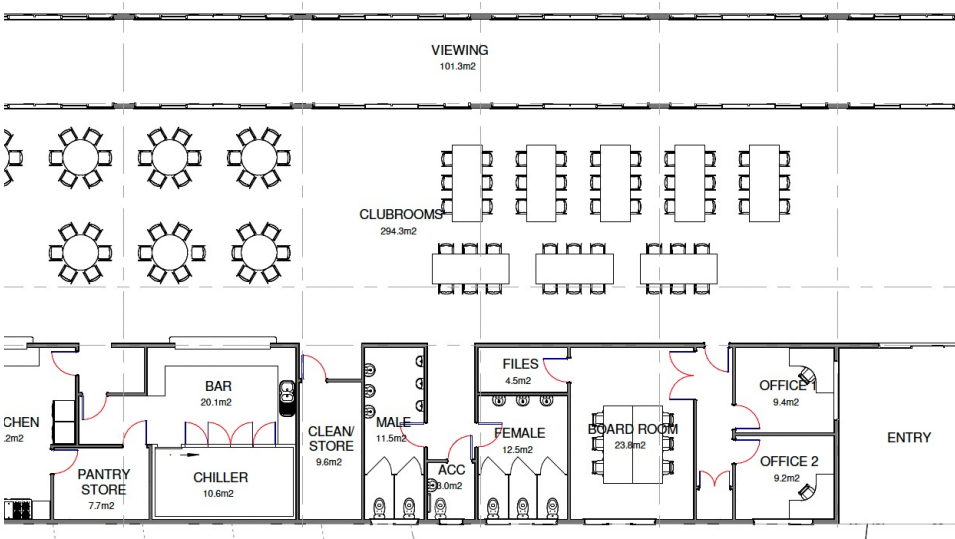 VIEWING
101.3m2
CLUBROOMS
294.3m2
FILES
4.5m2
BAR
20.1m2
OFFICE
9.4m2
CHEN
.2m2
CLEAN/
STORE
9.6m2
MALE
11.5m2
FEMALE
12.5m2
BOARD ROOM
23.8m2
ENTRY
PANTRY
STORE
7.7m2
CHILLER
10.6m2
ACC
3.0m2
OFFICE 2
9.2m2